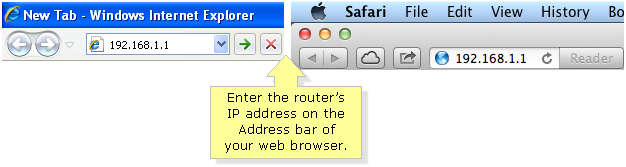 New Tab - Windows Internet Explorer
192.168.1.1
Safari File Edit View History Bo
192.168.1.1 Reader
Enter the router's
IP address on the
Address bar of
your web browser.